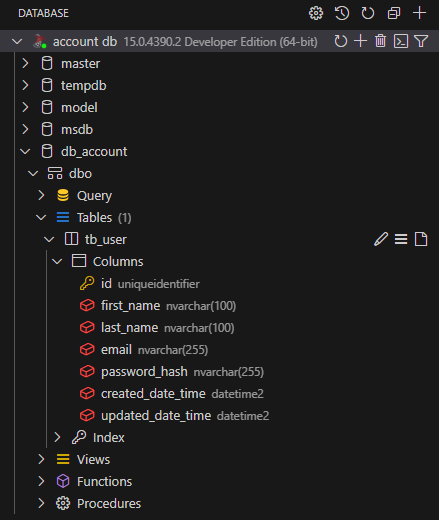 DATABASE
account db 15.0.4390.2 Developer Edition (64-bit)
master
tempdb
model
msdb
db_account
dbo
Query
Tables (1)
tb_user
Columns
id uniqueidentifier
first_name nvarchar(100)
last_name nvarchar(100)
email nvarchar(255)
password_hash nvarchar(255)
created_date_time datetime2
updated_date_time datetime2
Index
Views
Functions
Procedures